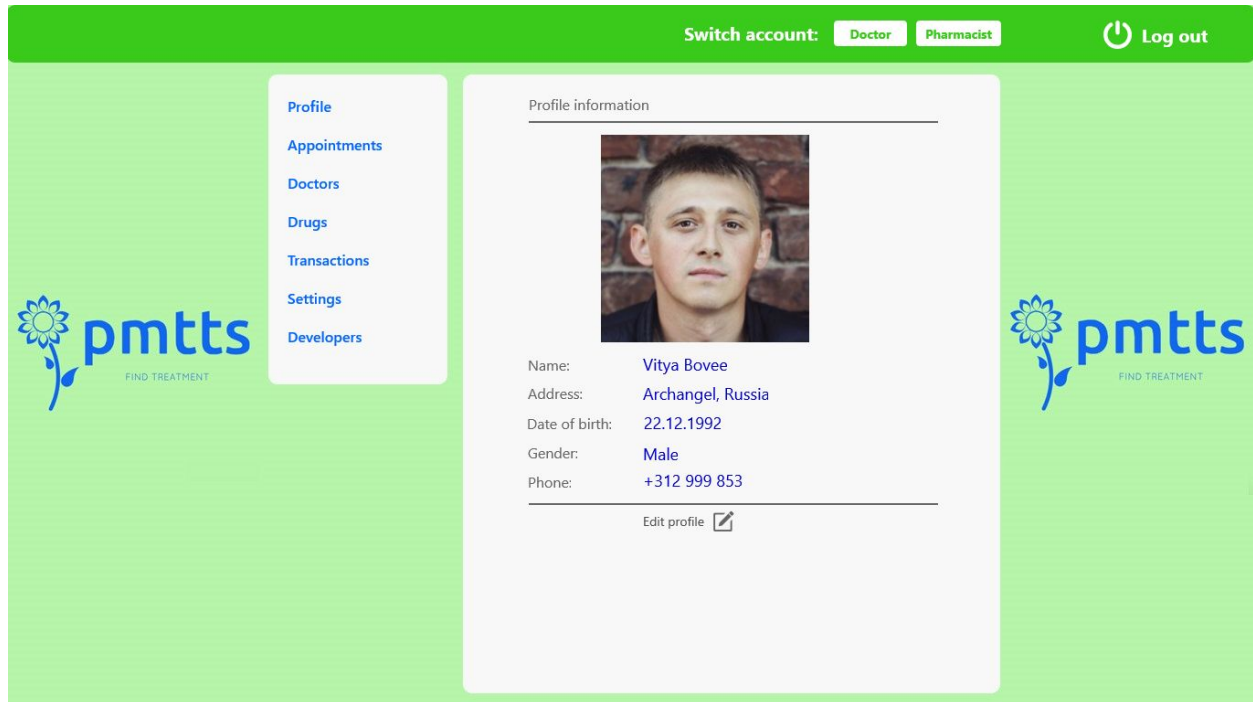 Switch account: Doctor Pharmacist Log out
Profile
Appointments
Doctors
Drugs
Transactions
Settings
Developers
pmtts
FIND TREATMENT
Profile information
Name: Vitya Bovee
Address: Archangel, Russia
Date of birth: 22.12.1992
Gender: Male
Phone: +312 999 853
Edit profile
pmtts
FIND TREATMENT